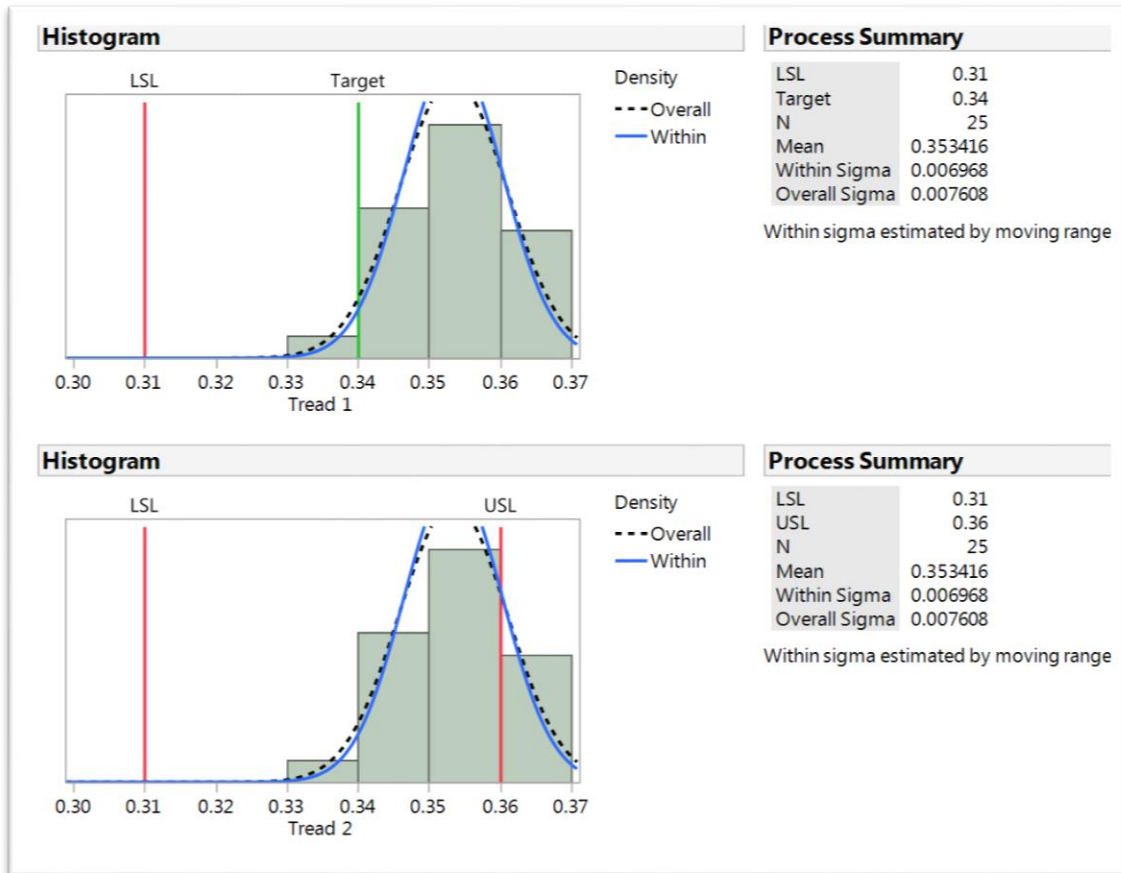 Histogram
LSL Target
Density
Overall
Within
0.30 0.31 0.32 0.33 0.34 0.35 0.36 0.37
Tread 1
Process Summary
LSL 0.31
Target 0.34
N 25
Mean 0.353416
Within Sigma 0.006968
Overall Sigma 0.007608
Within sigma estimated by moving range
Histogram
LSL USL
Density
Overall
Within
0.30 0.31 0.32 0.33 0.34 0.35 0.36 0.37
Tread 2
Process Summary
LSL 0.31
USL 0.36
N 25
Mean 0.353416
Within Sigma 0.006968
Overall Sigma 0.007608
Within sigma estimated by moving range